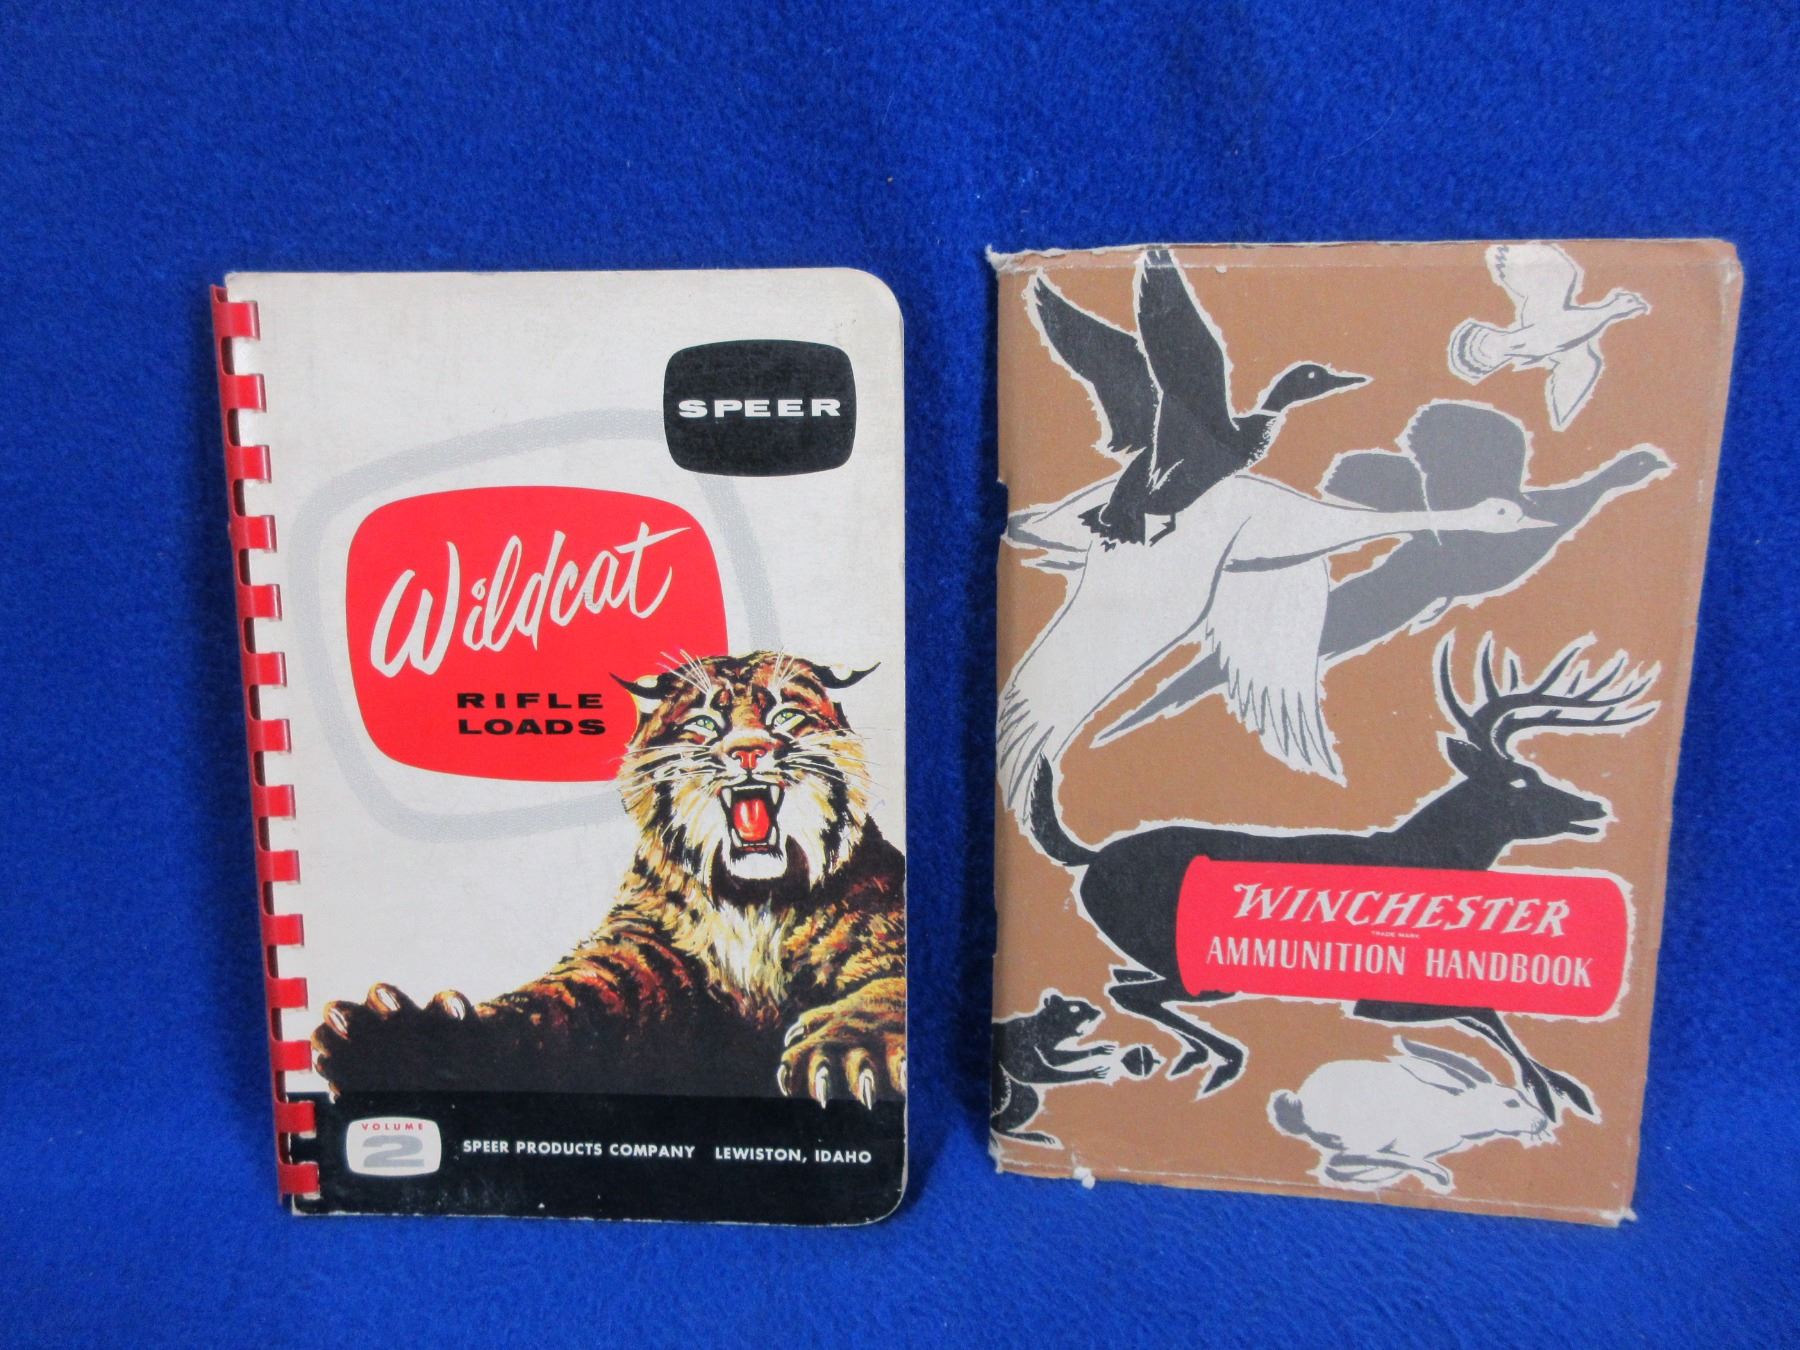 SPEER
Wildcat
RIFLE
LOADS
VOLUME
2
SPEER PRODUCTS COMPANY LEWISTON, IDAHO
WINCHESTER
TRADE MARK
AMMUNITION HANDBOOK